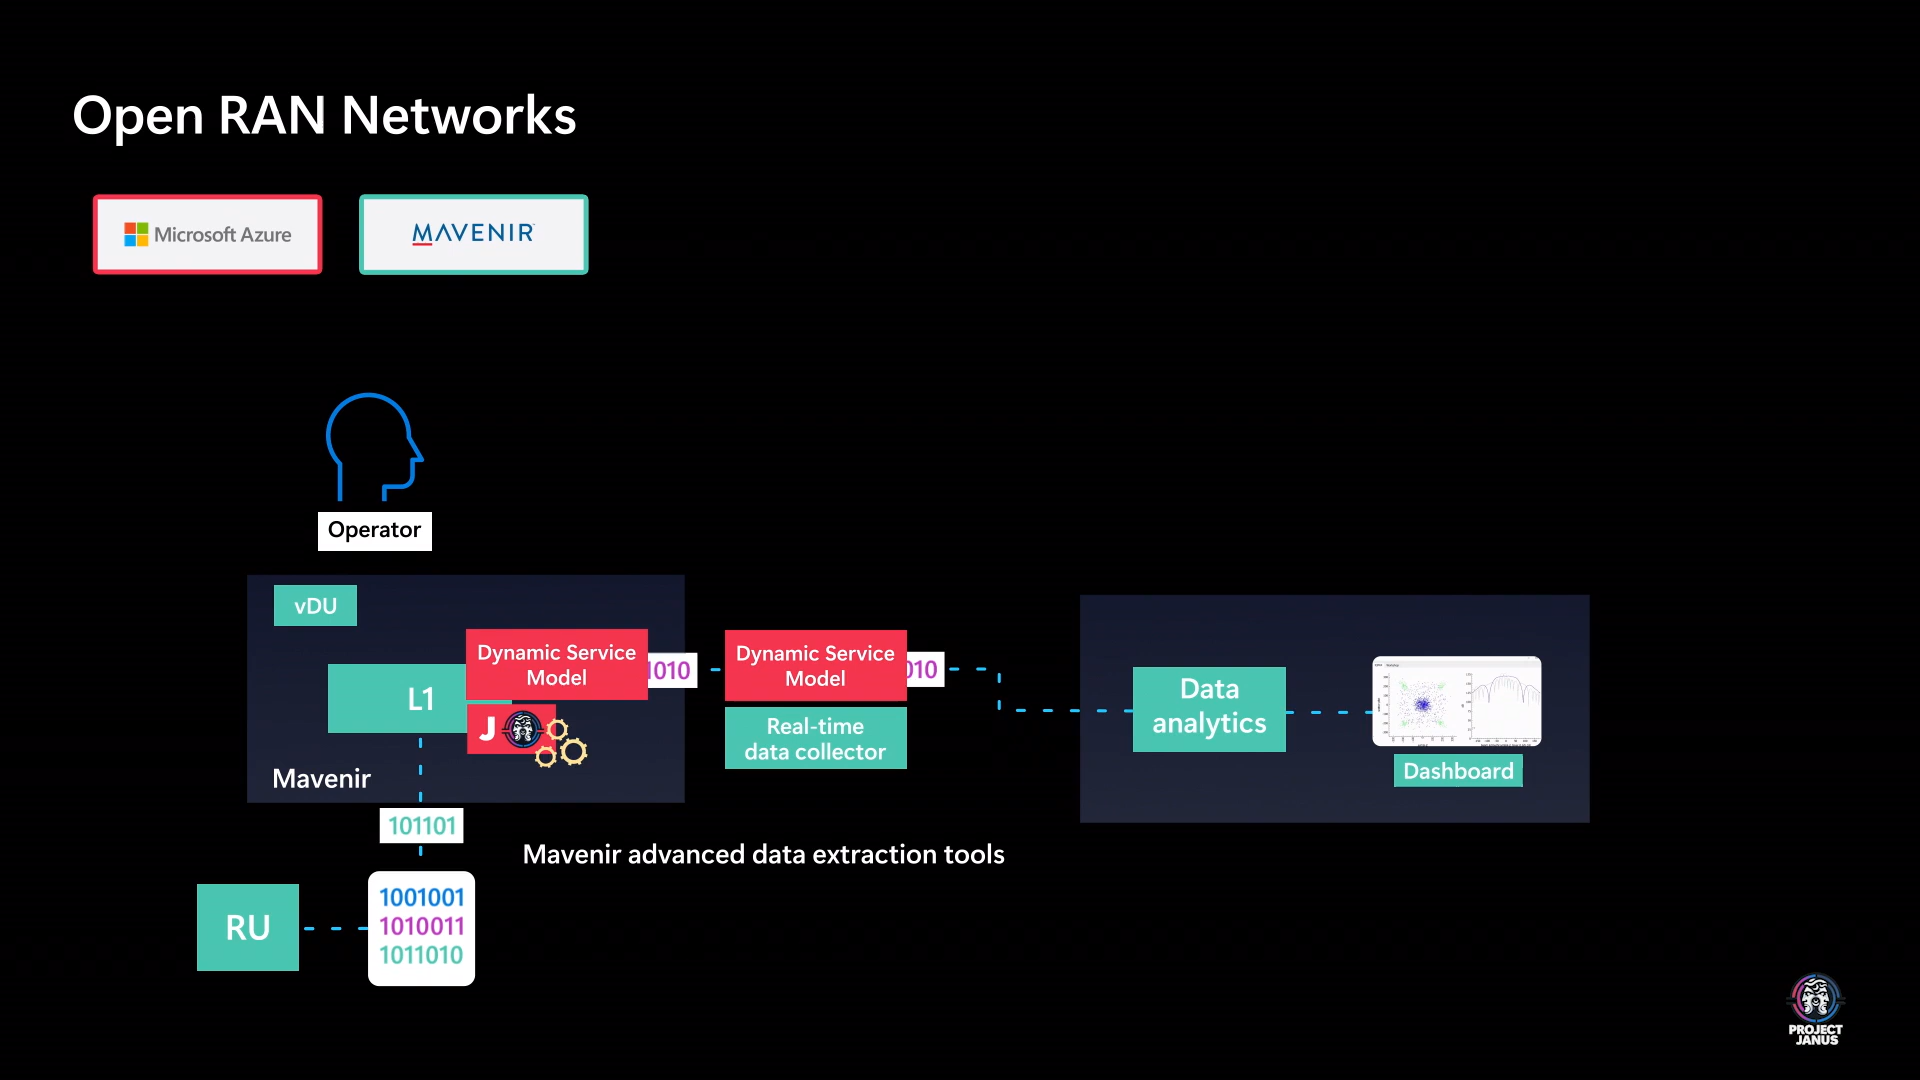 Open RAN Networks
Microsoft Azure
MAVENIR
Operator
vDU
L1
Dynamic Service
Model
1010
J
Mavenir
Dynamic Service
Model
010
Real-time
data collector
Data
analytics
Dashboard
101101
Mavenir advanced data extraction tools
RU
1001001
1010011
1011010
PROJECT
JANUS